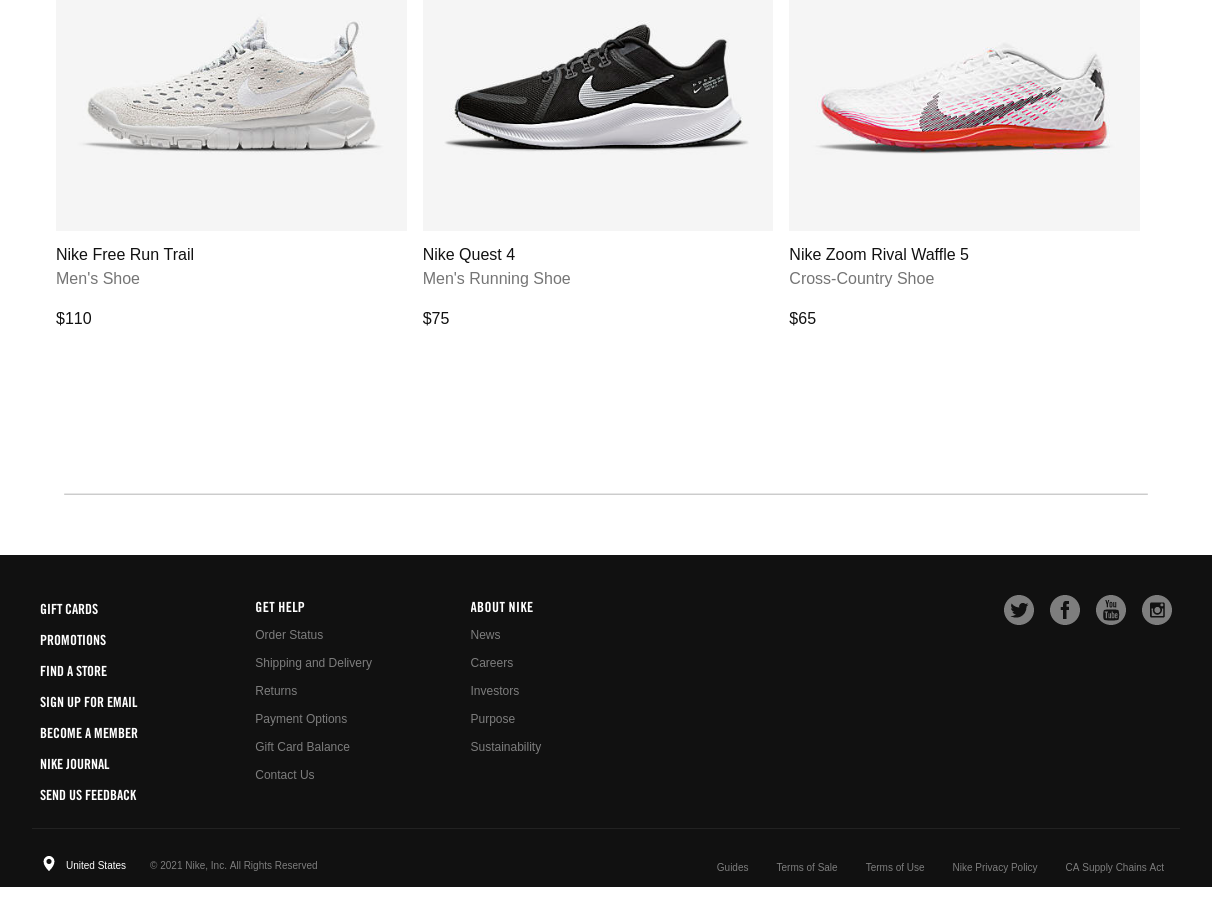 Nike Free Run Trail
Men's Shoe
$110
Nike Quest 4
Men's Running Shoe
$75
Nike Zoom Rival Waffle 5
Cross-Country Shoe
$65
GIFT CARDS
PROMOTIONS
FIND A STORE
SIGN UP FOR EMAIL
BECOME A MEMBER
NIKE JOURNAL
SEND US FEEDBACK
GET HELP
Order Status
Shipping and Delivery
Returns
Payment Options
Gift Card Balance
Contact Us
ABOUT NIKE
News
Careers
Investors
Purpose
Sustainability
You
Tube
United States
© 2021 Nike, Inc. All Rights Reserved
Guides
Terms of Sale
Terms of Use
Nike Privacy Policy
CA Supply Chains Act